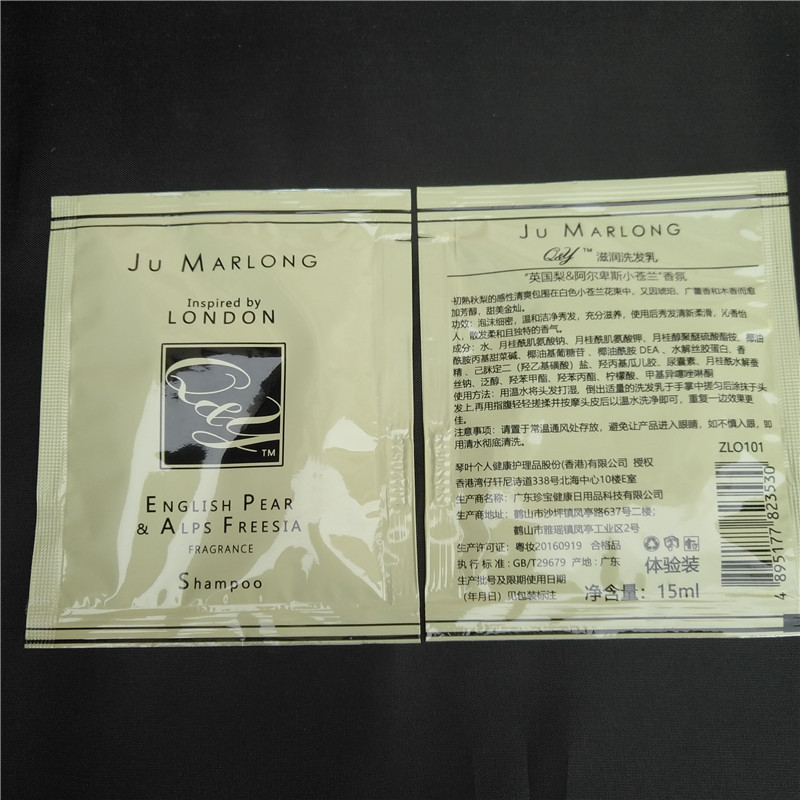 JU MARLONG
Inspired by
LONDON
Q&Y
TM
ENGLISH PEAR
& ALPS FREESIA
FRAGRANCE
Shampoo
JU MARLONG
Q&Y ™ 滋润洗发乳
"英国梨&阿尔卑斯小苍兰"香氛
初熟秋梨的感性清爽包围在白色小苍兰花束中，又因琥珀、广藿香和木香而愈
加芳醇，甜美金灿。
功效：泡沫细密，温和洁净秀发，充分滋养，使用后秀发清新柔滑，沁香怡
人，散发柔和且独特的香气。
成分：水、月桂酰肌氨酸钠、月桂酰肌氨酸钾、月桂醇聚醚硫酸酯铵、椰油
酰胺丙基甜菜碱、椰油基葡糖苷、椰油酰胺 DEA 、水解丝胶蛋白、香
精 、己脒定二（羟乙基磺酸）盐、羟丙基瓜儿胶、尿囊素、月桂酰水解蚕
丝钠、泛醇、羟苯甲酯、羟苯丙酯、柠檬酸、甲基异噻唑啉酮
使用方法：用温水将头发打湿，倒出适量的洗发乳于手掌中搓匀后涂抹于头
发上,再用指腹轻轻搓揉并按摩头皮后以温水洗净即可，重复一边效果更
佳。
注意事项：请置于常温通风处存放，避免让产品进入眼睛，如不慎入眼，即
用清水彻底清洗。
ZLO101
琴叶个人健康护理品股份(香港)有限公司 授权
香港湾仔轩尼诗道338号北海中心10楼E室
生产商名称：广东珍宝健康日用品科技有限公司
生产商地址：鹤山市沙坪镇凤亭路637号二楼；
鹤山市雅瑶镇凤亭工业区2号
生产许可证：粤妆20160919 合格品
执 行 标 准：GB/T29679 产地：广东
体验装
生产批号及限期使用日期
（年月日）见包装标注
净含量：15ml
4 895177 823530